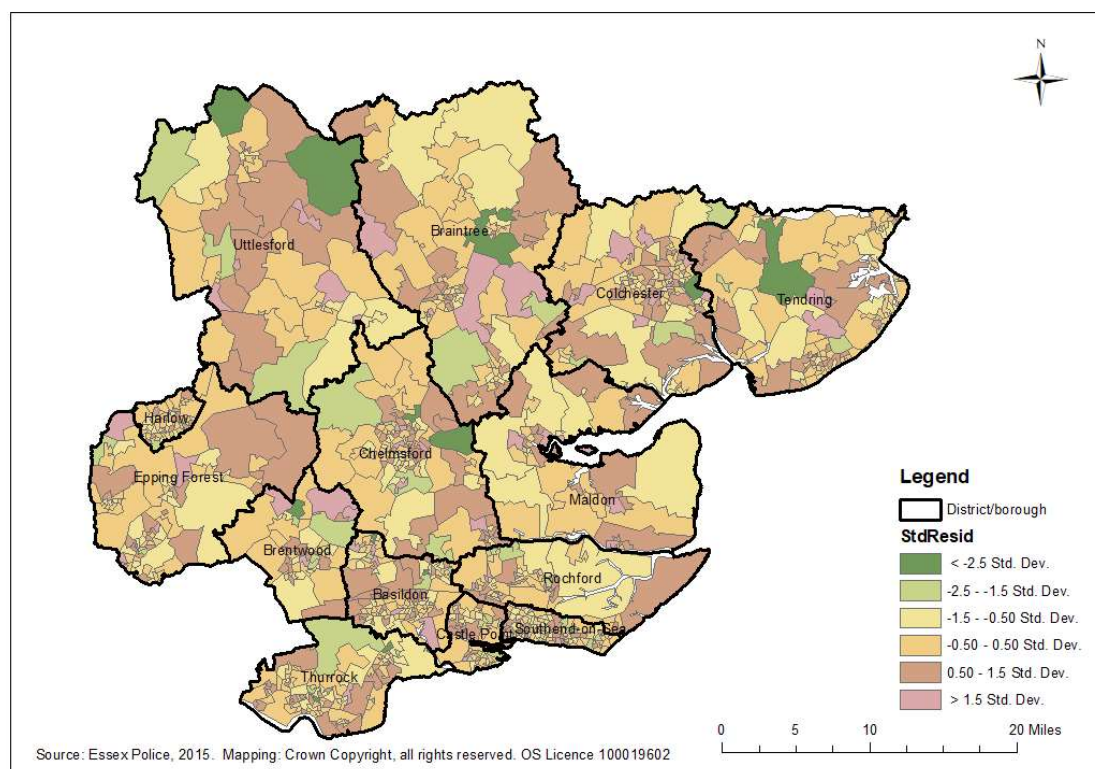 N
Uttlesford
Braintree
Colchester
Tendring
Harlow
Epping Forest
Chelmsford
Maldon
Brentwood
Rochford
Basildon
Castle Point
Southend-on-Sea
Thurrock
Legend
District/borough
StdResid
< -2.5 Std. Dev.
-2.5 - -1.5 Std. Dev.
-1.5 - -0.50 Std. Dev.
-0.50 - 0.50 Std. Dev.
0.50 - 1.5 Std. Dev.
> 1.5 Std. Dev.
0 5 10 20 Miles
Source: Essex Police, 2015. Mapping: Crown Copyright, all rights reserved. OS Licence 100019602